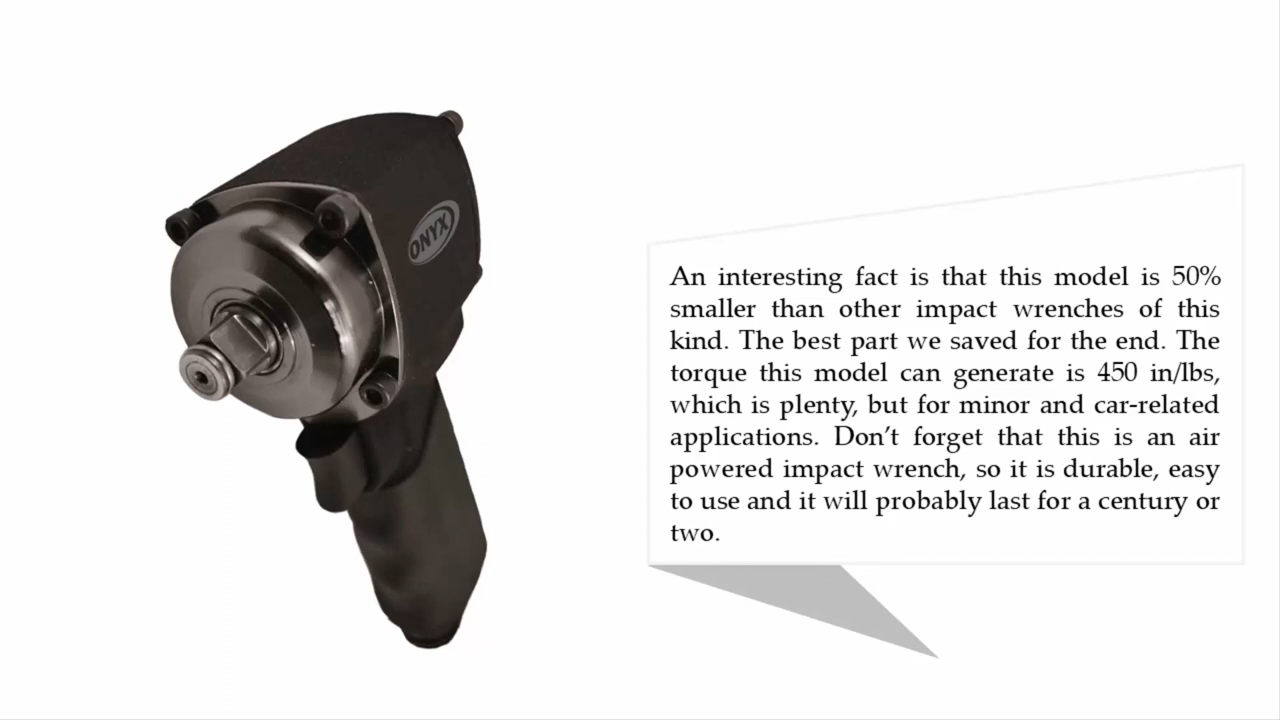 ONYX
An interesting fact is that this model is 50%
smaller than other impact wrenches of this
kind. The best part we saved for the end. The
torque this model can generate is 450 in/lbs,
which is plenty, but for minor and car-related
applications. Don’t forget that this is an air
powered impact wrench, so it is durable, easy
to use and it will probably last for a century or
two.